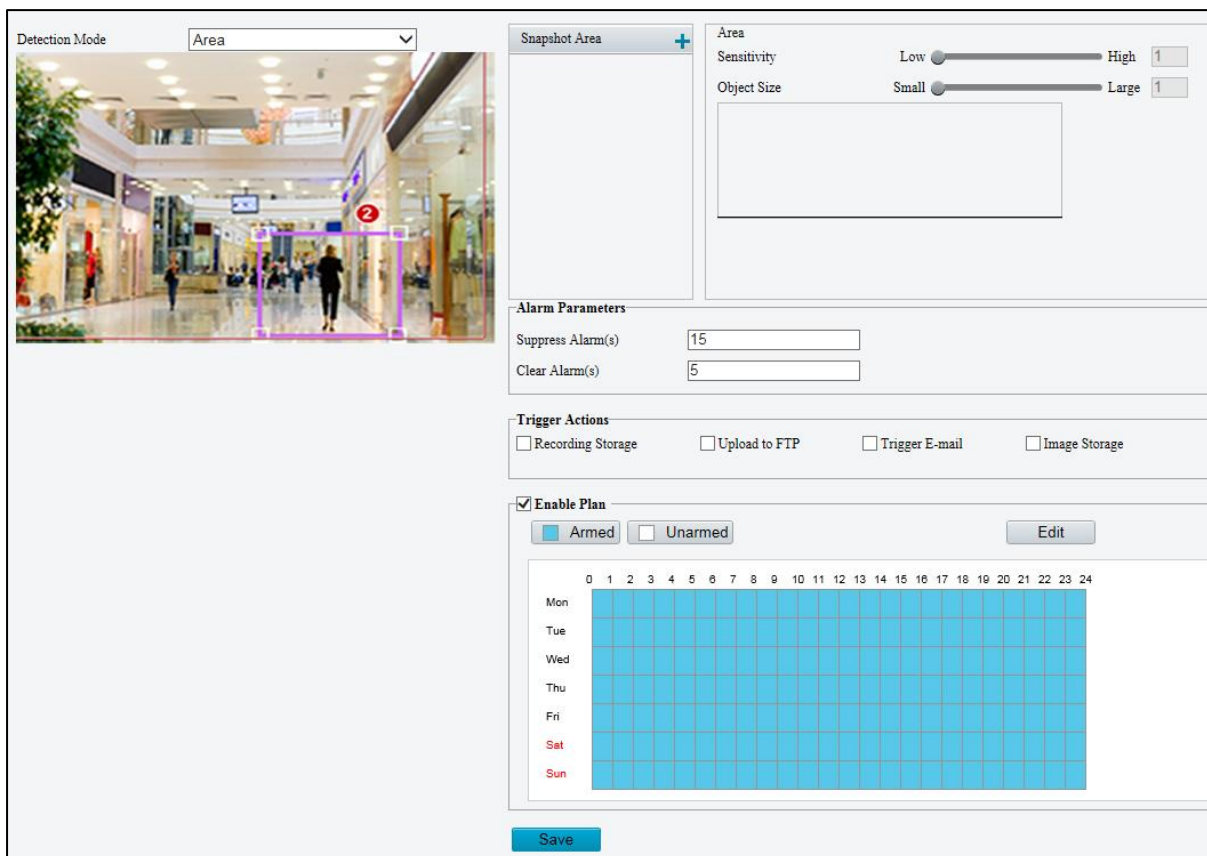 Detection Mode Area
2
Snapshot Area +
Area
Sensitivity Low High 1
Object Size Small Large 1
Alarm Parameters
Suppress Alarm(s) 15
Clear Alarm(s) 5
Trigger Actions
Recording Storage Upload to FTP Trigger E-mail Image Storage
Enable Plan
Armed Unarmed Edit
0 1 2 3 4 5 6 7 8 9 10 11 12 13 14 15 16 17 18 19 20 21 22 23 24
Mon
Tue
Wed
Thu
Fri
Sat
Sun
Save